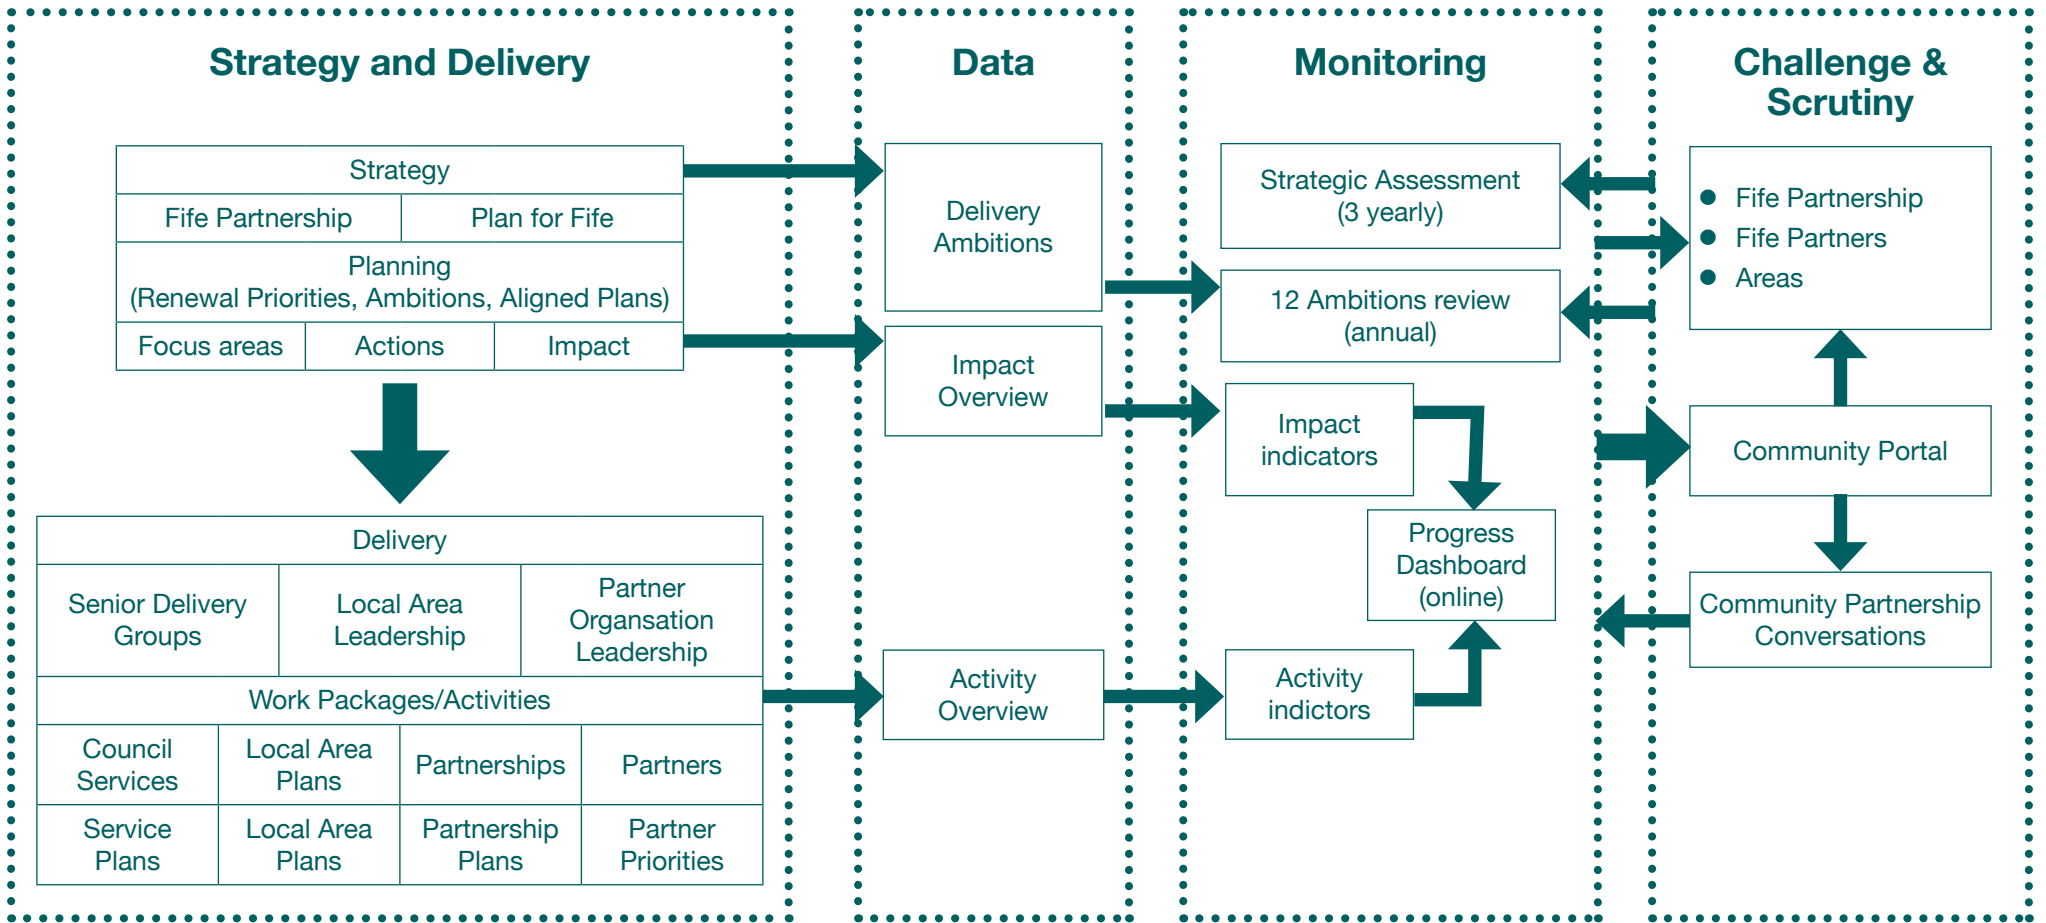 Strategy and Delivery
Strategy
Fife Partnership
Plan for Fife
Planning
(Renewal Priorities, Ambitions, Aligned Plans)
Focus areas
Actions
Impact
Delivery
Senior Delivery
Groups
Local Area
Leadership
Partner
Organsation
Leadership
Work Packages/Activities
Council
Services
Local Area
Plans
Partnerships
Partners
Service
Plans
Local Area
Plans
Partnership
Plans
Partner
Priorities
Data
Delivery
Ambitions
Impact
Overview
Activity
Overview
Monitoring
Strategic Assessment
(3 yearly)
12 Ambitions review
(annual)
Impact
indicators
Progress
Dashboard
(online)
Activity
indictors
Challenge &
Scrutiny
● Fife Partnership
● Fife Partners
● Areas
Community Portal
Community Partnership
Conversations